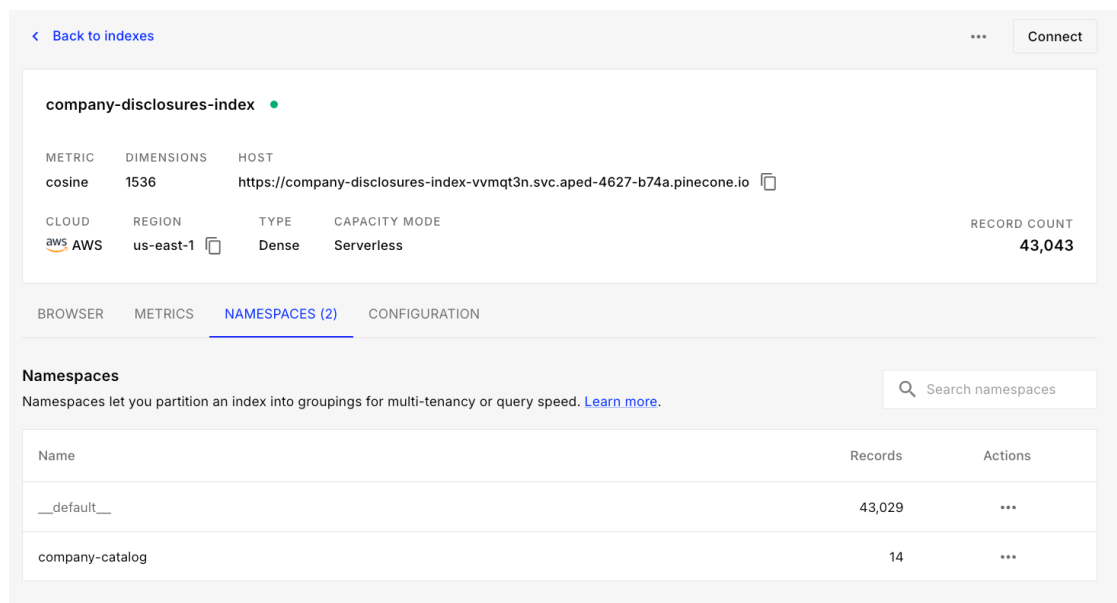 Back to indexes
Connect
company-disclosures-index
METRIC DIMENSIONS HOST
cosine 1536 https://company-disclosures-index-vvmqt3n.svc.aped-4627-b74a.pinecone.io
CLOUD REGION TYPE CAPACITY MODE RECORD COUNT
aws AWS us-east-1 Dense Serverless 43,043
BROWSER METRICS NAMESPACES (2) CONFIGURATION
Namespaces
Namespaces let you partition an index into groupings for multi-tenancy or query speed. Learn more.
Search namespaces
Name Records Actions
__default__ 43,029
company-catalog 14